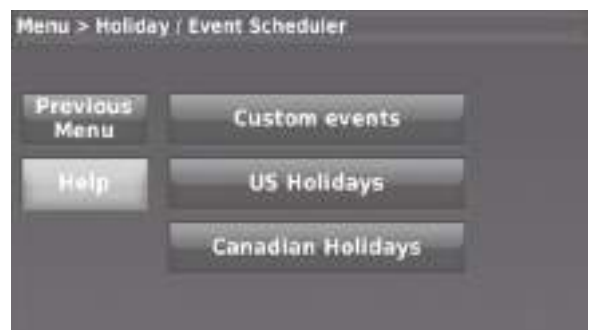 Menu > Holiday / Event Scheduler
Previous
Menu
Custom events
Help
US Holidays
Canadian Holidays